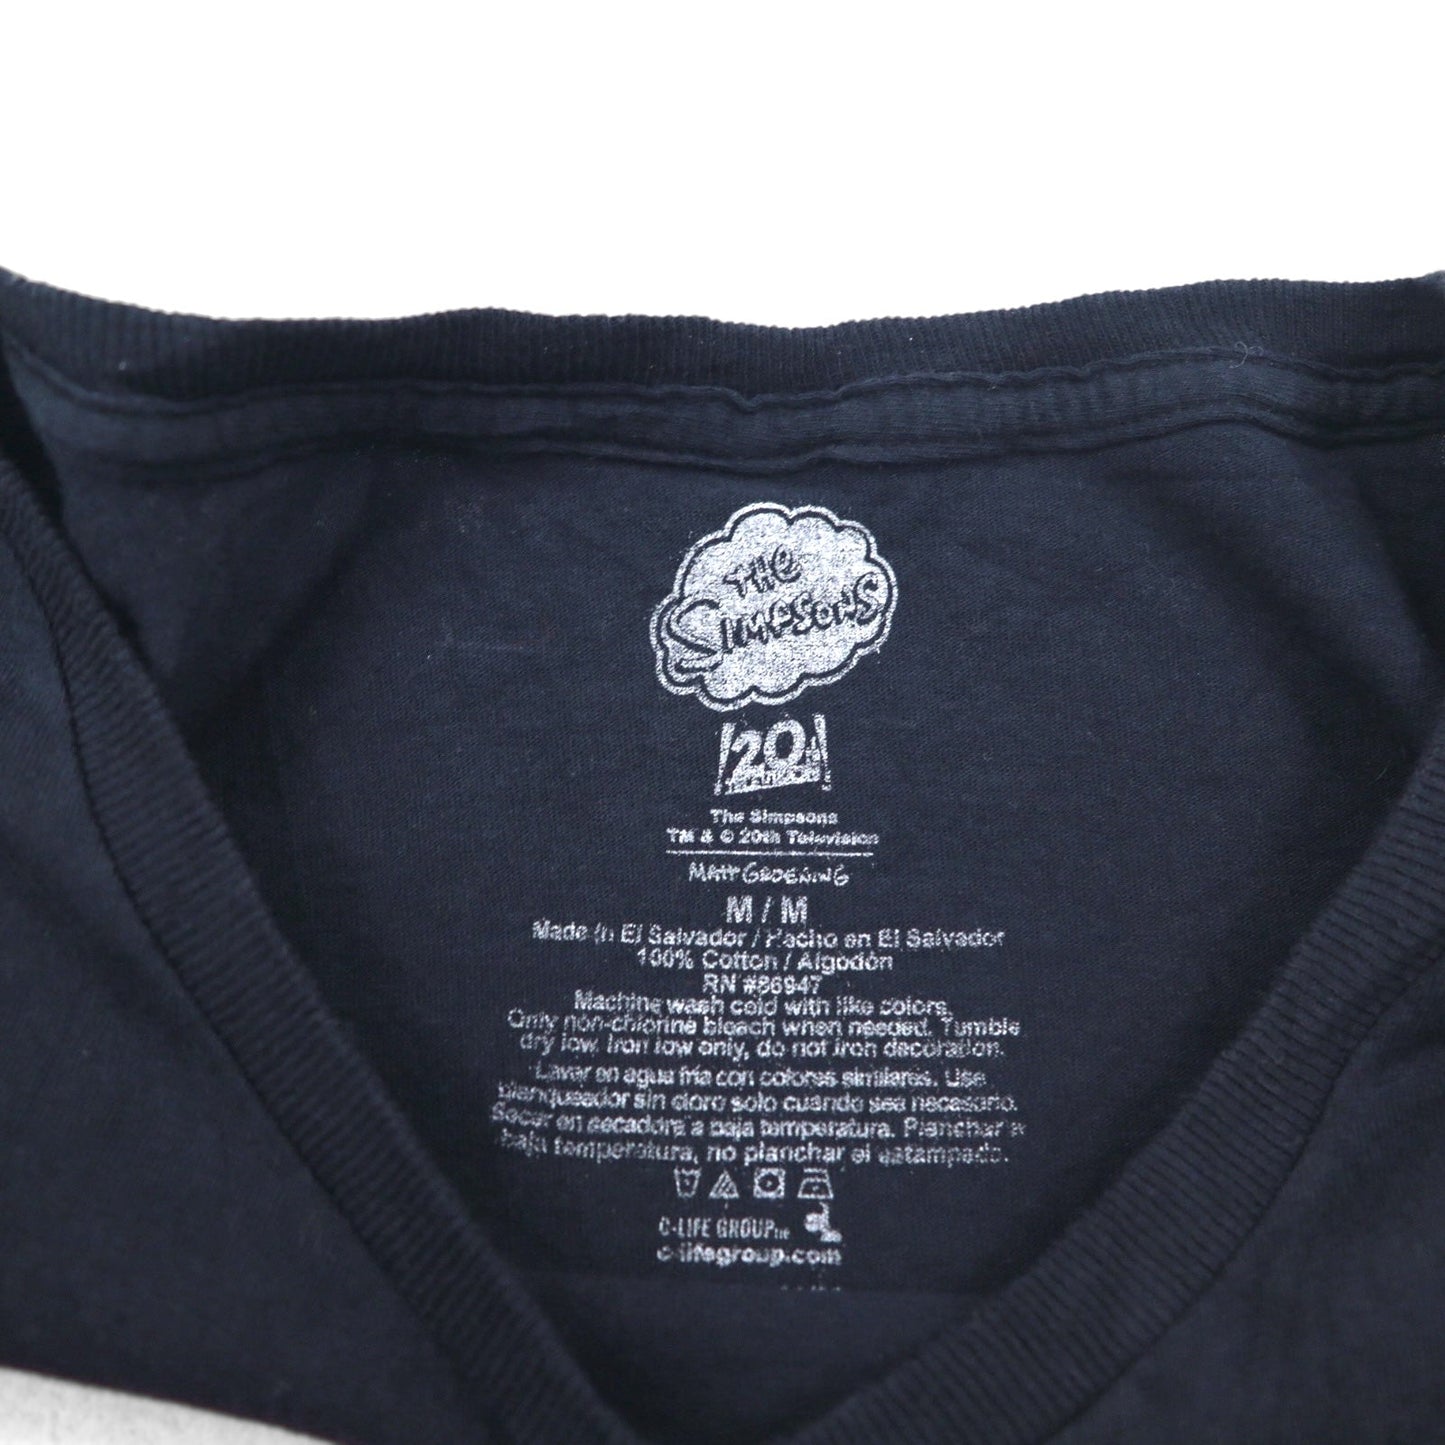 THE
SIMPSONS
20
TELEVISION
The Simpsons
TM & © 20th Television
MATT GROENING
M / M
Made in El Salvador / Hecho en El Salvador
100% Cotton / Algodón
RN #86947
Machine wash cold with like colors.
Only non-chlorine bleach when needed. Tumble
dry low. Iron low only, do not iron decoration.
Lavar en agua fria con colores similares. Use
blanqueador sin cloro solo cuando sea necesario.
Secar en secadora a baja temperatura. Planchar a
baja temperatura, no planchar el estampado.
C-LIFE GROUP
c-lifegroup.com